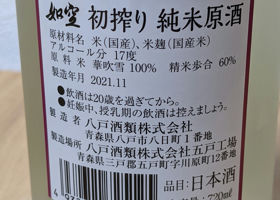 如空 初搾り 純米原酒
原材料名 米(国産)、米麹(国産米)
アルコール分 17度
原料米 華吹雪 100% 精米歩合 60%
製造年月 2021.11
●飲酒は20歳を過ぎてから。
●妊娠中、授乳期の飲酒は控えましょう。
製造者 八戸酒類株式会社
青森県八戸市八日町1番地
製造場所 八戸酒類株式会社五戸工場
青森県三戸郡五戸町字川原町12番地
品目:日本酒
720ml